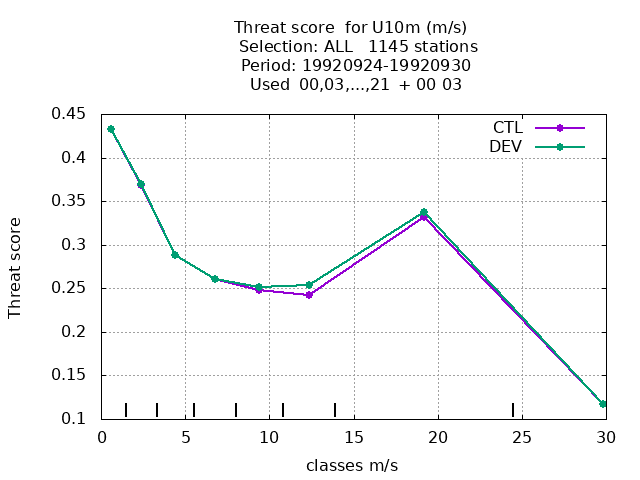 Threat score  for U10m (m/s)
Selection: ALL   1145 stations
Period: 19920924-19920930
Used  00,03,...,21  + 00 03
CTL
DEV
0.45
0.4
0.35
0.3
0.25
0.2
0.15
0.1
Threat score
0 5 10 15 20 25 30
classes m/s